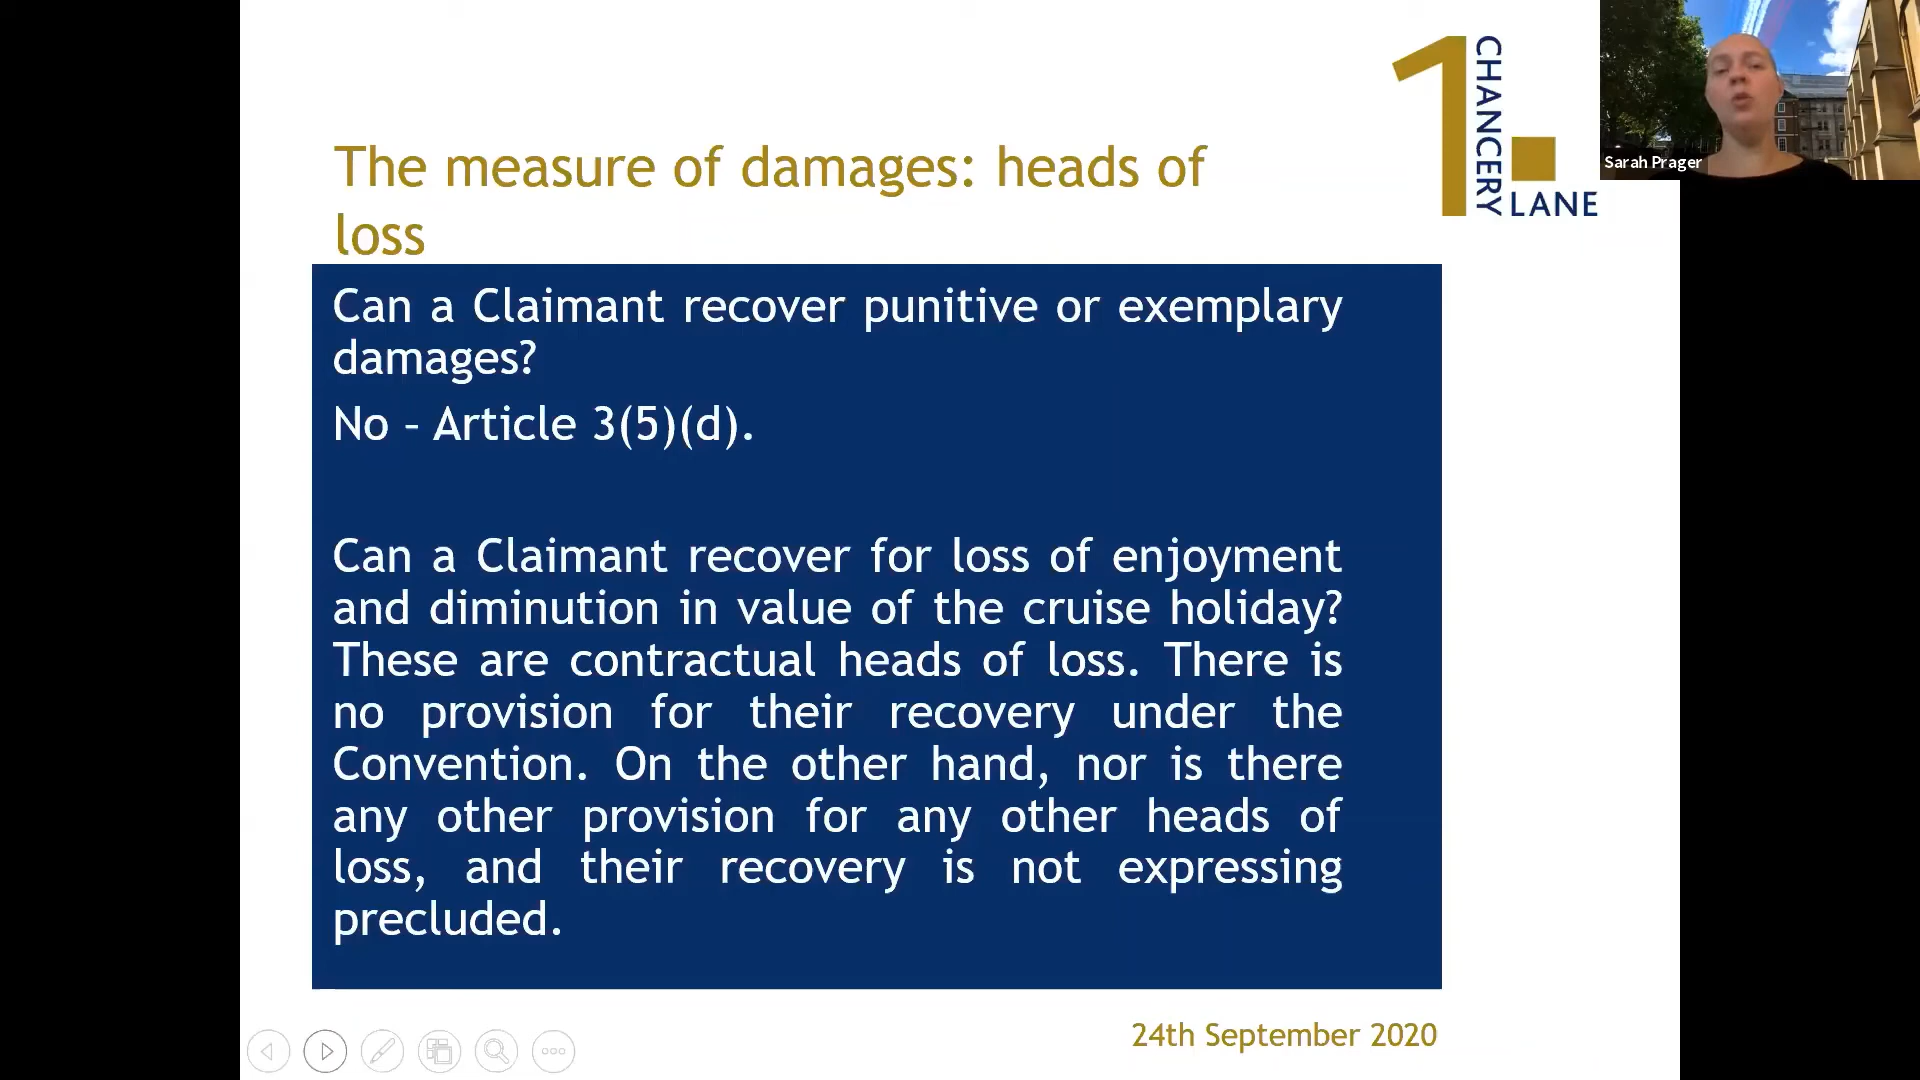 1 CHANCERY LANE
Sarah Prager
The measure of damages: heads of
loss
Can a Claimant recover punitive or exemplary
damages?
No – Article 3(5)(d).
Can a Claimant recover for loss of enjoyment
and diminution in value of the cruise holiday?
These are contractual heads of loss. There is
no provision for their recovery under the
Convention. On the other hand, nor is there
any other provision for any other heads of
loss, and their recovery is not expressing
precluded.
24th September 2020